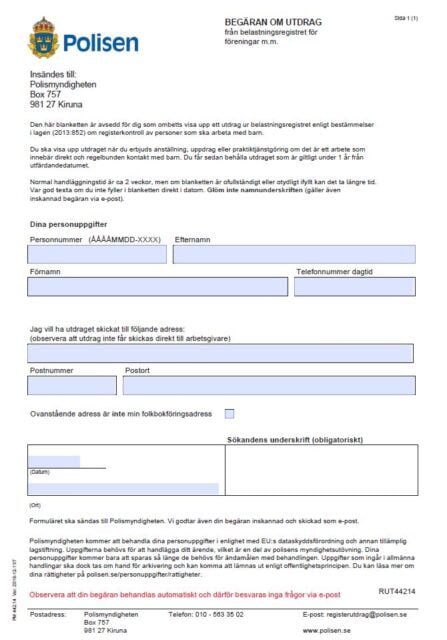 Polisen
BEGÄRAN OM UTDRAG
från belastningsregistret för
föreningar m.m.
Sida 1 (1)
Insändes till:
Polismyndigheten
Box 757
981 27 Kiruna
Den här blanketten är avsedd för dig som ombetts visa upp ett utdrag ur belastningsregistret enligt bestämmelser
i lagen (2013:852) om registerkontroll av personer som ska arbeta med barn.
Du ska visa upp utdraget när du erbjuds anställning, uppdrag eller praktiktjänstgöring om det är ett arbete som
innebär direkt och regelbunden kontakt med barn. Du får sedan behålla utdraget som är giltigt under 1 år från
utfärdandedatumet.
Normal handläggningstid är ca 2 veckor, men om blanketten är ofullständigt eller otydligt ifylld kan det ta längre tid.
Var god texta om du inte fyller i blanketten direkt i datorn. Glöm inte namnunderskriften (gäller även
inskannad begäran via e-post).
Dina personuppgifter
Personnummer (ÅÅÅÅMMDD-XXXX) Efternamn
Förnamn Telefonnummer dagtid
Jag vill ha utdraget skickat till följande adress:
(observera att utdrag inte får skickas direkt till arbetsgivare)
Postnummer Postort
Ovanstående adress är inte min folkbokföringsadress
Sökandens underskrift (obligatoriskt)
(Datum)
(Ort)
Formuläret ska sändas till Polismyndigheten. Vi godtar även din begäran inskannad och skickad som e-post.
Polismyndigheten kommer att behandla dina personuppgifter i enlighet med EU:s dataskyddsförordning och annan tillämplig
lagstiftning. Uppgifterna behövs för att handlägga ditt ärende, vilket är en del av polisens myndighetsutövning. Dina
personuppgifter kommer bara att sparas så länge de behövs för ändamålen med behandlingen. Uppgifter som ingår i allmänna
handlingar ska dock tas om hand för arkivering och kan komma att lämnas ut enligt offentlighetsprincipen. Du kan läsa mer om
dina rättigheter på polisen.se/personuppgifter/rattigheter.
RUT44214
Observera att din begäran behandlas automatiskt och därför besvaras inga frågor via e-post
Postadress: Polismyndigheten Telefon: 010 - 563 35 02 E-post: registerutdrag@polisen.se
Box 757 www.polisen.se
981 27 Kiruna